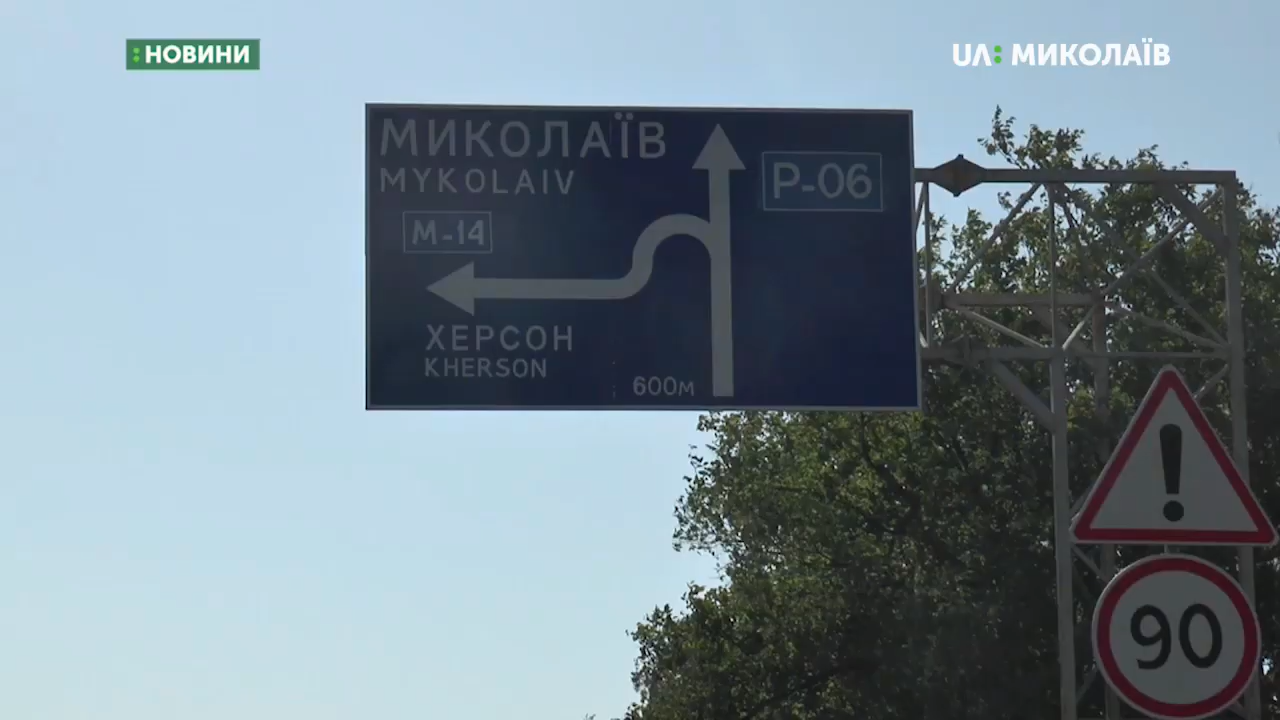 :НОВИНИ
UA: МИКОЛАЇВ
МИКОЛАЇВ
MYKOLAIV
P-06
M-14
ХЕРСОН
KHERSON
600м
!
90